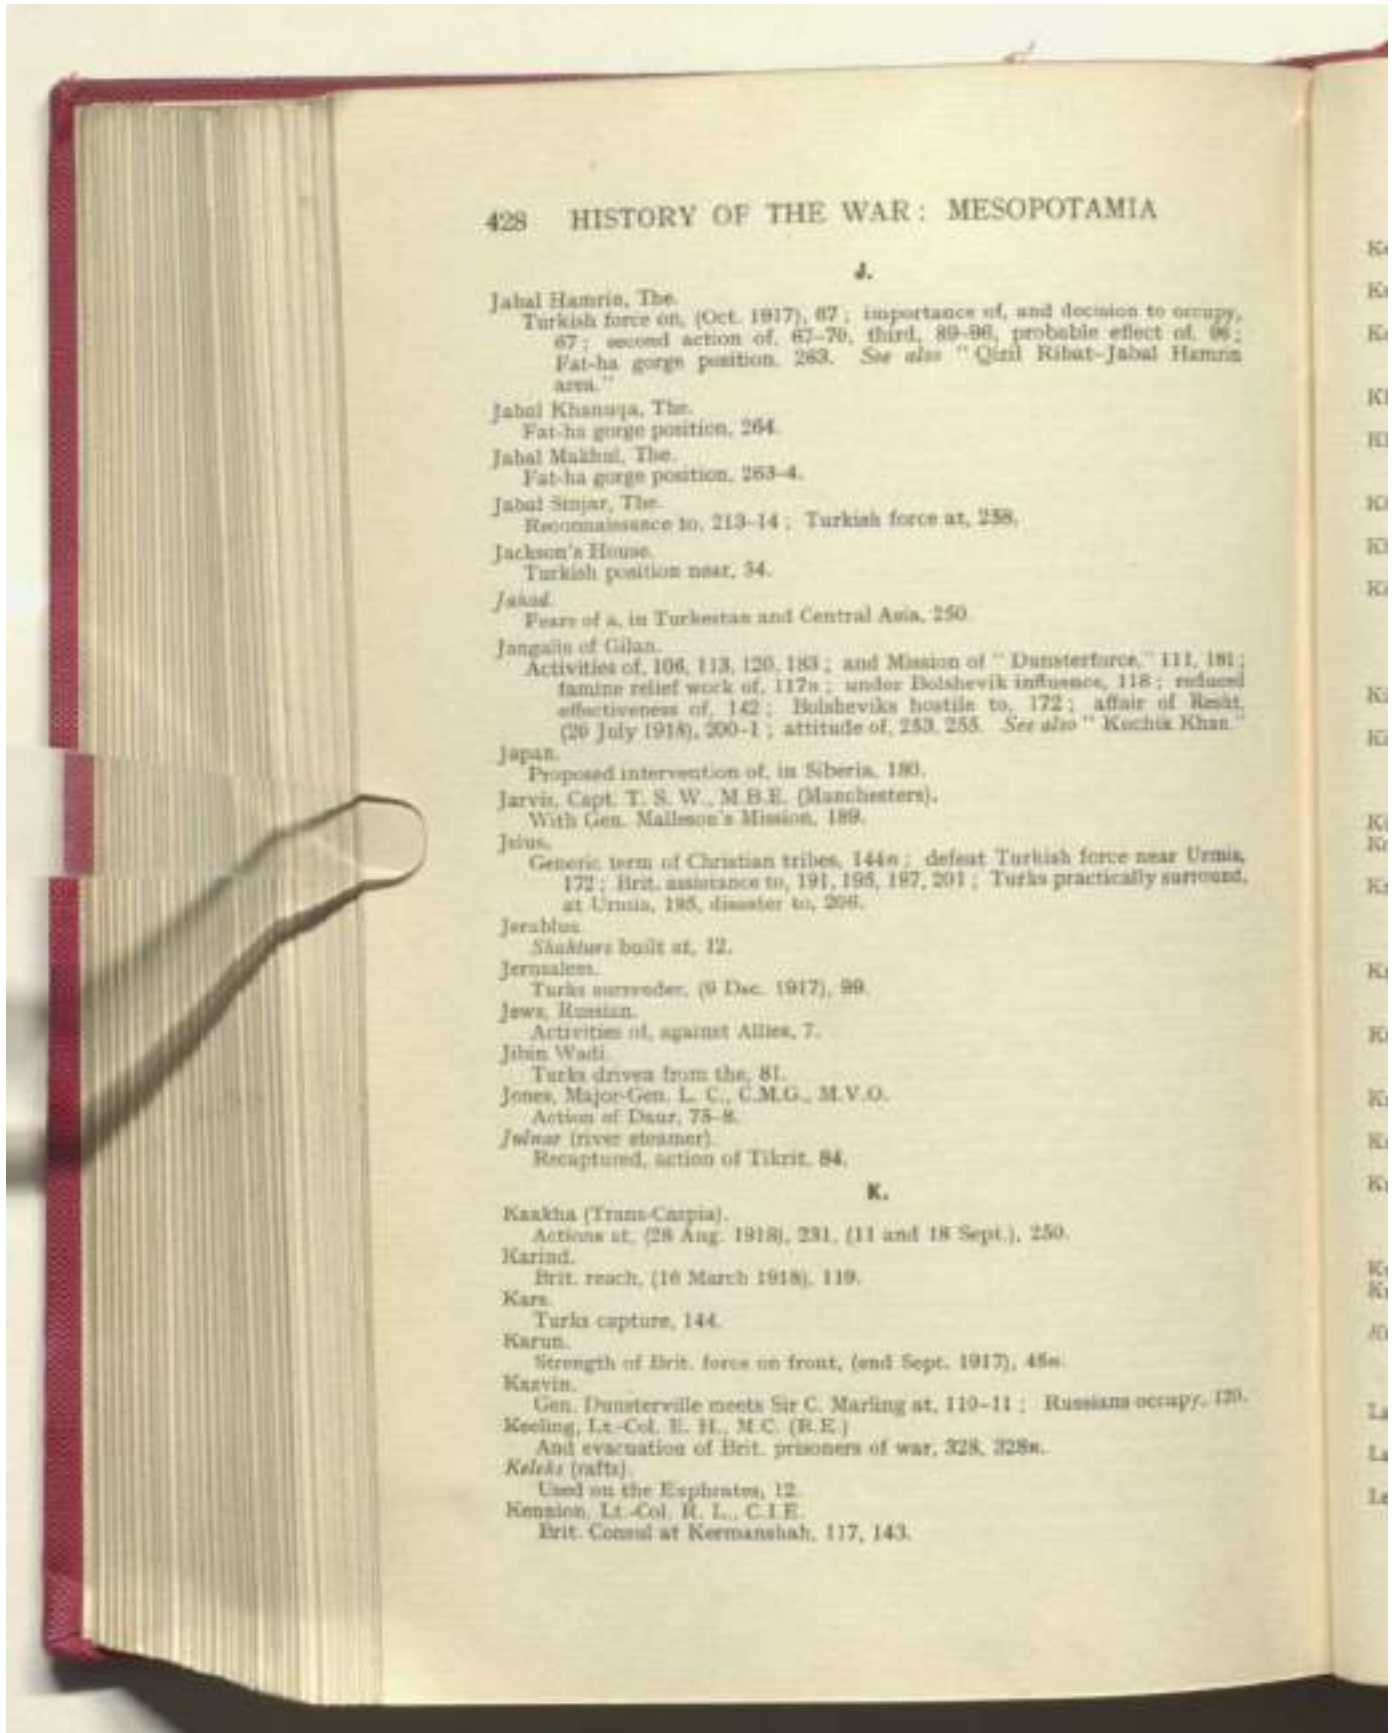 428 HISTORY OF THE WAR: MESOPOTAMIA
J.
Jabal Hamrin, The.
Turkish force on, (Oct. 1917), 67; importance of, and decision to occupy,
67; second action of, 67-70, third, 89-96, probable effect of, 96;
Fat-ha gorge position, 263. See also "Qizil Ribat-Jabal Hamrin
area."
Jabal Khanuqa, The.
Fat-ha gorge position, 264.
Jabal Makhul, The.
Fat-ha gorge position, 263-4.
Jabal Sinjar, The.
Reconnaissance to, 213-14; Turkish force at, 258.
Jackson's House.
Turkish position near, 34.
Jahad.
Fears of a, in Turkestan and Central Asia, 250.
Jangalis of Gilan.
Activities of, 106, 113, 120, 183; and Mission of "Dunsterforce," 111, 181;
famine relief work of, 117n; under Bolshevik influence, 118; reduced
effectiveness of, 142; Bolsheviks hostile to, 172; affair of Resht,
(20 July 1918), 200-1; attitude of, 253, 255. See also "Kuchik Khan."
Japan.
Proposed intervention of, in Siberia, 180.
Jarvis, Capt. T. S. W., M.B.E. (Manchesters).
With Gen. Malleson's Mission, 189.
Jelus.
Generic term of Christian tribes, 144n; defeat Turkish force near Urmia,
172; Brit. assistance to, 191, 195, 197, 201; Turks practically surround,
at Urmia, 195, disaster to, 206.
Jerablus.
Shahturs built at, 12.
Jerusalem.
Turks surrender, (9 Dec. 1917), 99.
Jews, Russian.
Activities of, against Allies, 7.
Jibin Wadi.
Turks driven from the, 81.
Jones, Major-Gen. L. C., C.M.G., M.V.O.
Action of Daur, 75-8.
Julnar (river steamer).
Recaptured, action of Tikrit, 84.
K.
Kaakha (Trans-Caspia).
Actions at, (28 Aug. 1918), 231, (11 and 18 Sept.), 250.
Karind.
Brit. reach, (16 March 1918), 119.
Kars.
Turks capture, 144.
Karun.
Strength of Brit. force on front, (end Sept. 1917), 45n.
Kazvin.
Gen. Dunsterville meets Sir C. Marling at, 110-11; Russians occupy, 120.
Keeling, Lt.-Col. E. H., M.C. (R.E.)
And evacuation of Brit. prisoners of war, 328, 328n.
Keleks (rafts).
Used on the Euphrates, 12.
Kennion, Lt.-Col. R. L., C.I.E.
Brit. Consul at Kermanshah, 117, 143.